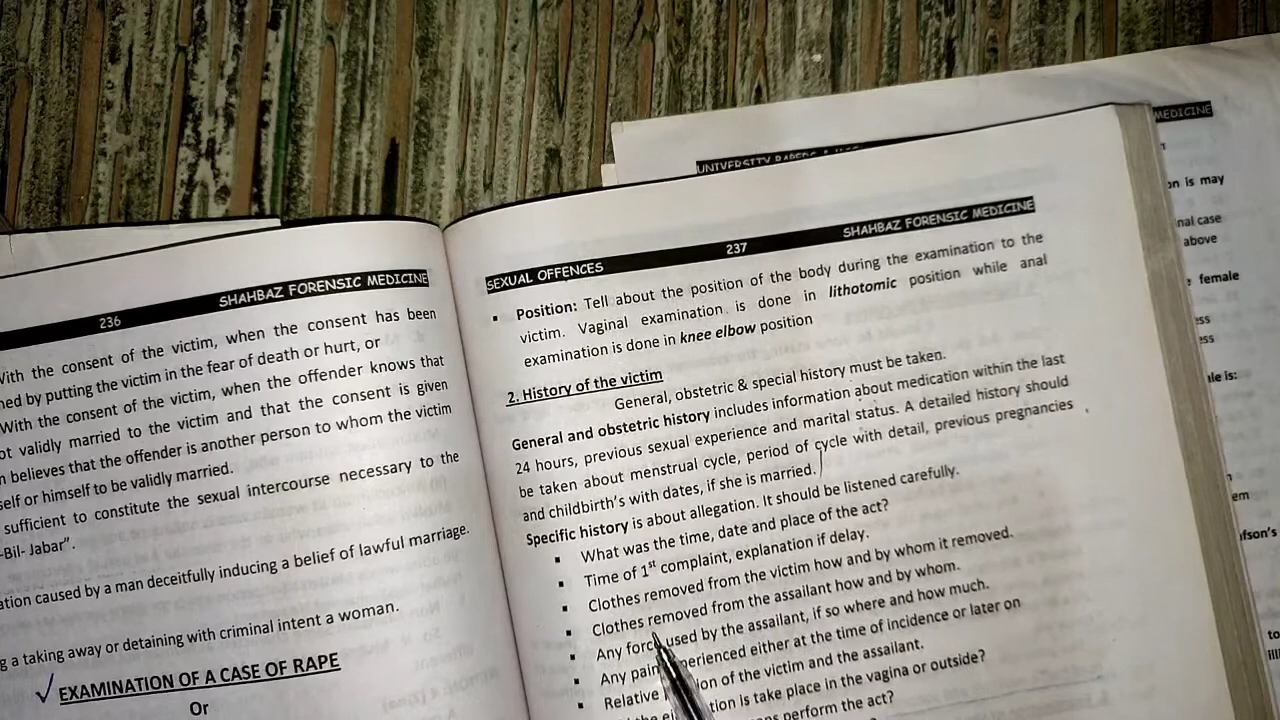 SHAHBAZ FORENSIC MEDICINE
236
With the consent of the victim, when the consent has been
by putting the victim in the fear of death or hurt, or
With the consent of the victim, when the offender knows that
validly married to the victim and that the consent is given
believes that the offender is another person to whom the victim
or himself to be validly married.
sufficient to constitute the sexual intercourse necessary to the
-Bil- Jabar”.
caused by a man deceitfully inducing a belief of lawful marriage.
a taking away or detaining with criminal intent a woman.
EXAMINATION OF A CASE OF RAPE
Or
SEXUAL OFFENCES
237
SHAHBAZ FORENSIC MEDICINE
▪ Position: Tell about the position of the body during the examination to the
victim. Vaginal examination is done in lithotomic position while anal
examination is done in knee elbow position
2. History of the victim
General, obstetric & special history must be taken.
General and obstetric history includes information about medication within the last
24 hours, previous sexual experience and marital status. A detailed history should
be taken about menstrual cycle, period of cycle with detail, previous pregnancies
and childbirth’s with dates, if she is married.
Specific history is about allegation. It should be listened carefully.
▪ What was the time, date and place of the act?
▪ Time of 1st complaint, explanation if delay.
▪ Clothes removed from the victim how and by whom it removed.
▪ Clothes removed from the assailant how and by whom.
▪ Any force used by the assailant, if so where and how much.
▪ Any pain experienced either at the time of incidence or later on
▪ Relative of the victim and the assailant.
is take place in the vagina or outside?
perform the act?
UNIVERSITY PAPERS &
MEDICINE
is may
case
above
female
is: